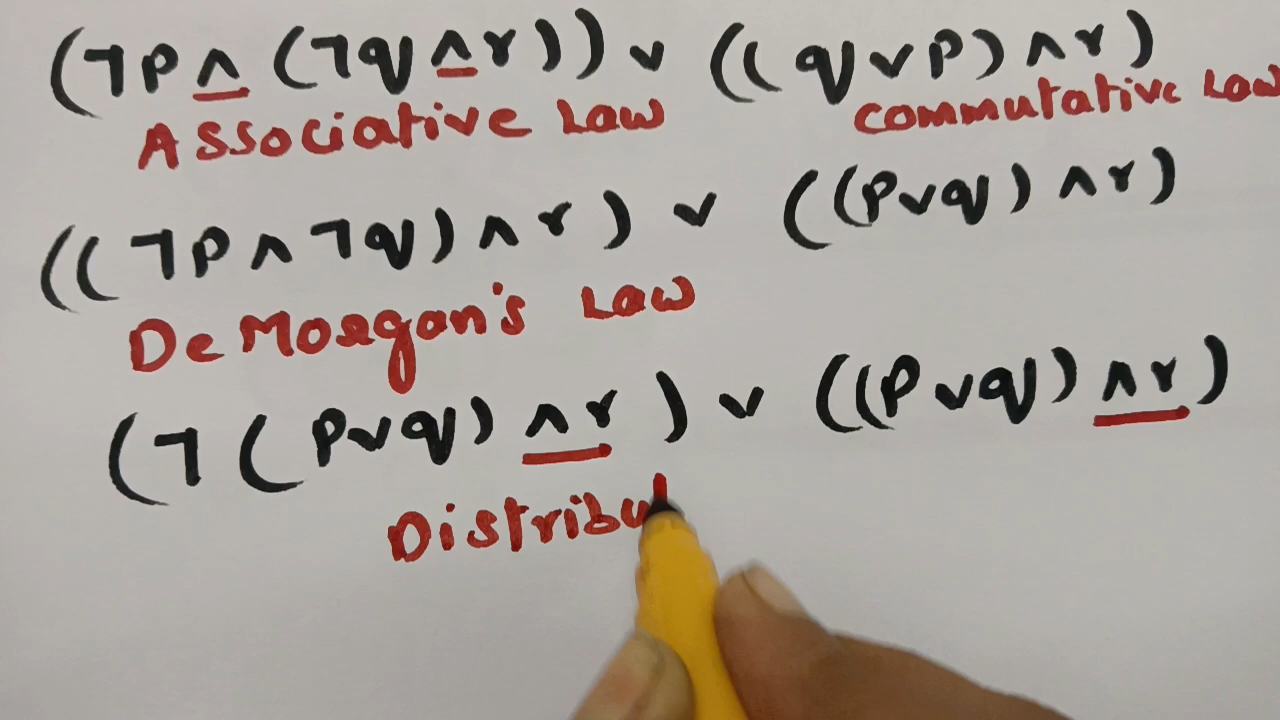 (¬p ∧ (¬q ∧ r)) ∨ ((q ∨ p) ∧ r)
Associative Law Commutative Law
((¬p ∧ ¬q) ∧ r) ∨ ((p ∨ q) ∧ r)
DeMorgan's Law
(¬(p ∨ q) ∧ r) ∨ ((p ∨ q) ∧ r)
Distribu